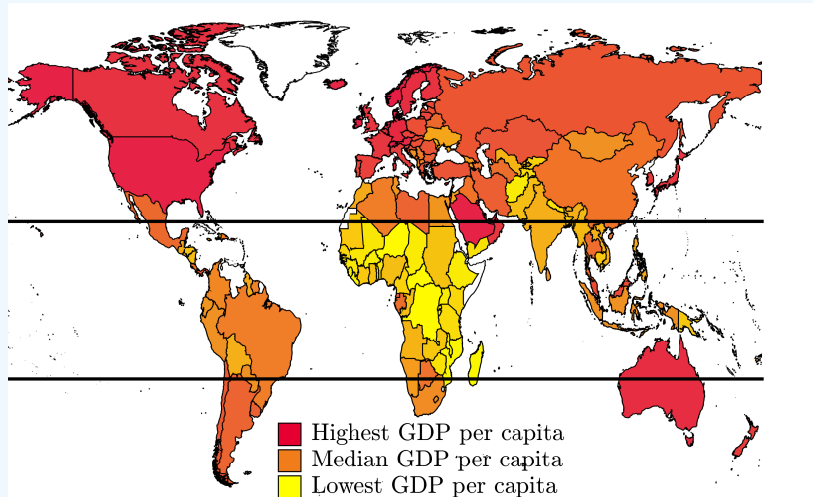 Highest GDP per capita
Median GDP per capita
Lowest GDP per capita